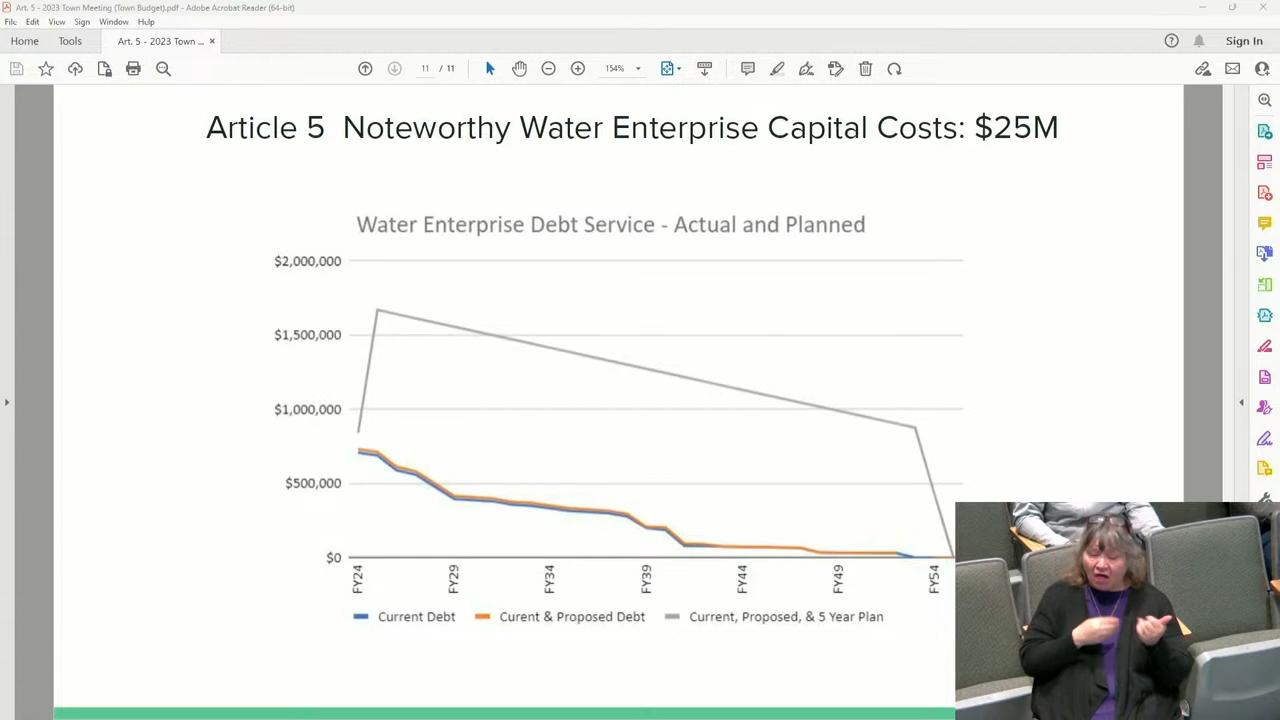 Art. 5 - 2023 Town Meeting (Town Budget).pdf - Adobe Acrobat Reader (64-bit)
File Edit View Sign Window Help
Home Tools Art. 5 - 2023 Town ... × Sign In
11 / 11 154%
Article 5 Noteworthy Water Enterprise Capital Costs: $25M
Water Enterprise Debt Service - Actual and Planned
$2,000,000
$1,500,000
$1,000,000
$500,000
$0
FY24 FY29 FY34 FY39 FY44 FY49 FY54
Current Debt Curent & Proposed Debt Current, Proposed, & 5 Year Plan